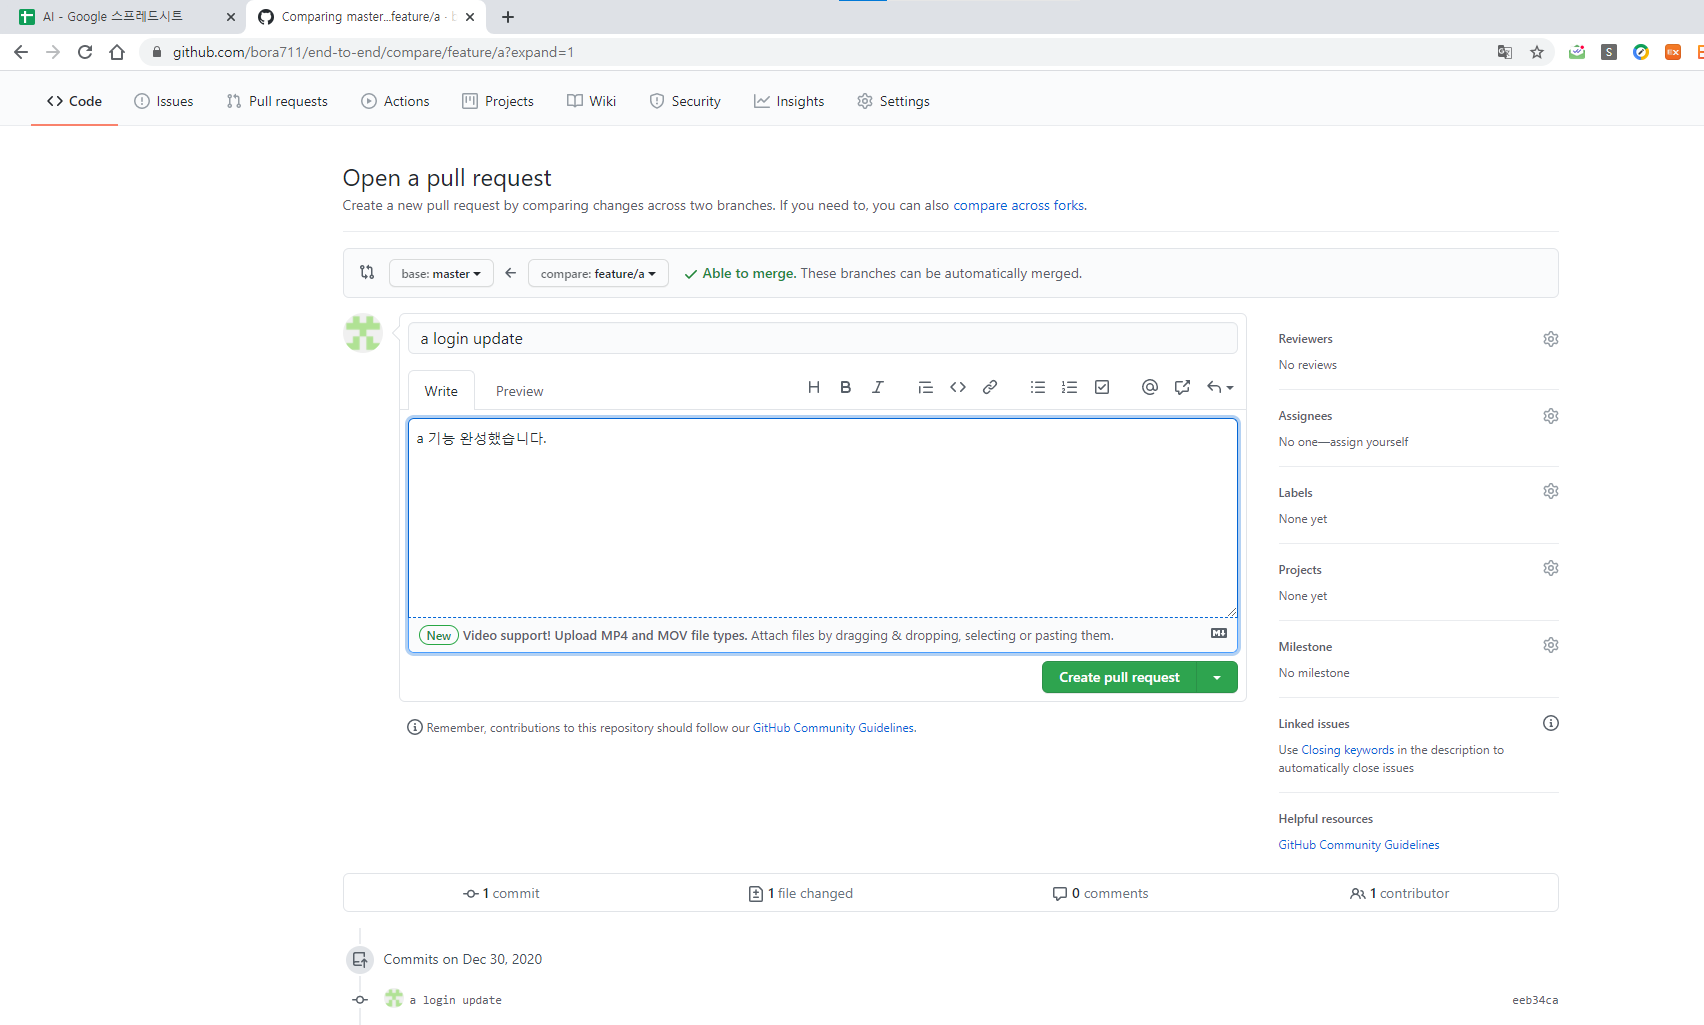 AI - Google 스프레드시트
Comparing master...feature/a · b
github.com/bora711/end-to-end/compare/feature/a?expand=1
Code Issues Pull requests Actions Projects Wiki Security Insights Settings
Open a pull request
Create a new pull request by comparing changes across two branches. If you need to, you can also compare across forks.
base: master compare: feature/a Able to merge. These branches can be automatically merged.
a login update
Write Preview
a 기능 완성했습니다.
New Video support! Upload MP4 and MOV file types. Attach files by dragging & dropping, selecting or pasting them.
Create pull request
Remember, contributions to this repository should follow our GitHub Community Guidelines.
Reviewers
No reviews
Assignees
No one—assign yourself
Labels
None yet
Projects
None yet
Milestone
No milestone
Linked issues
Use Closing keywords in the description to
automatically close issues
Helpful resources
GitHub Community Guidelines
1 commit 1 file changed 0 comments 1 contributor
Commits on Dec 30, 2020
a login update eeb34ca